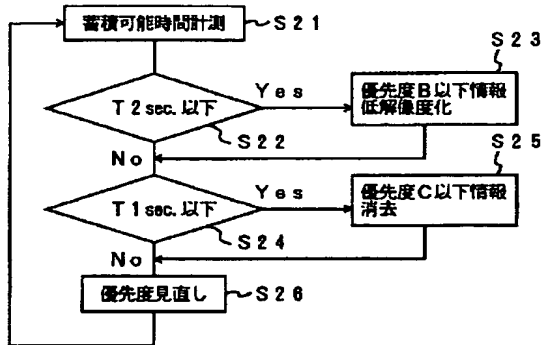 蓄積可能時間計測
S21
T2sec.以下
Yes
S22
No
S23
優先度B以下情報
低解像度化
T1sec.以下
Yes
S24
No
S25
優先度C以下情報
消去
優先度見直し
S26